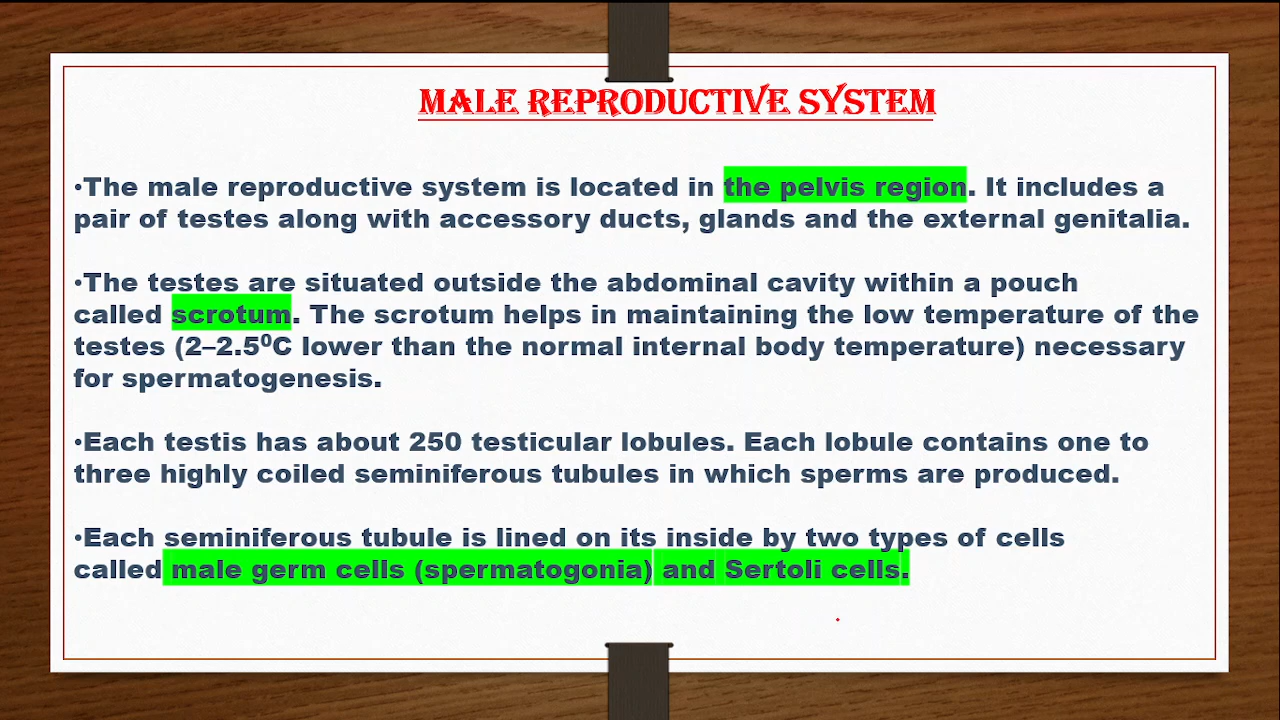 MALE REPRODUCTIVE SYSTEM
•The male reproductive system is located in the pelvis region. It includes a
pair of testes along with accessory ducts, glands and the external genitalia.
•The testes are situated outside the abdominal cavity within a pouch
called scrotum. The scrotum helps in maintaining the low temperature of the
testes (2–2.5⁰C lower than the normal internal body temperature) necessary
for spermatogenesis.
•Each testis has about 250 testicular lobules. Each lobule contains one to
three highly coiled seminiferous tubules in which sperms are produced.
•Each seminiferous tubule is lined on its inside by two types of cells
called male germ cells (spermatogonia) and Sertoli cells.